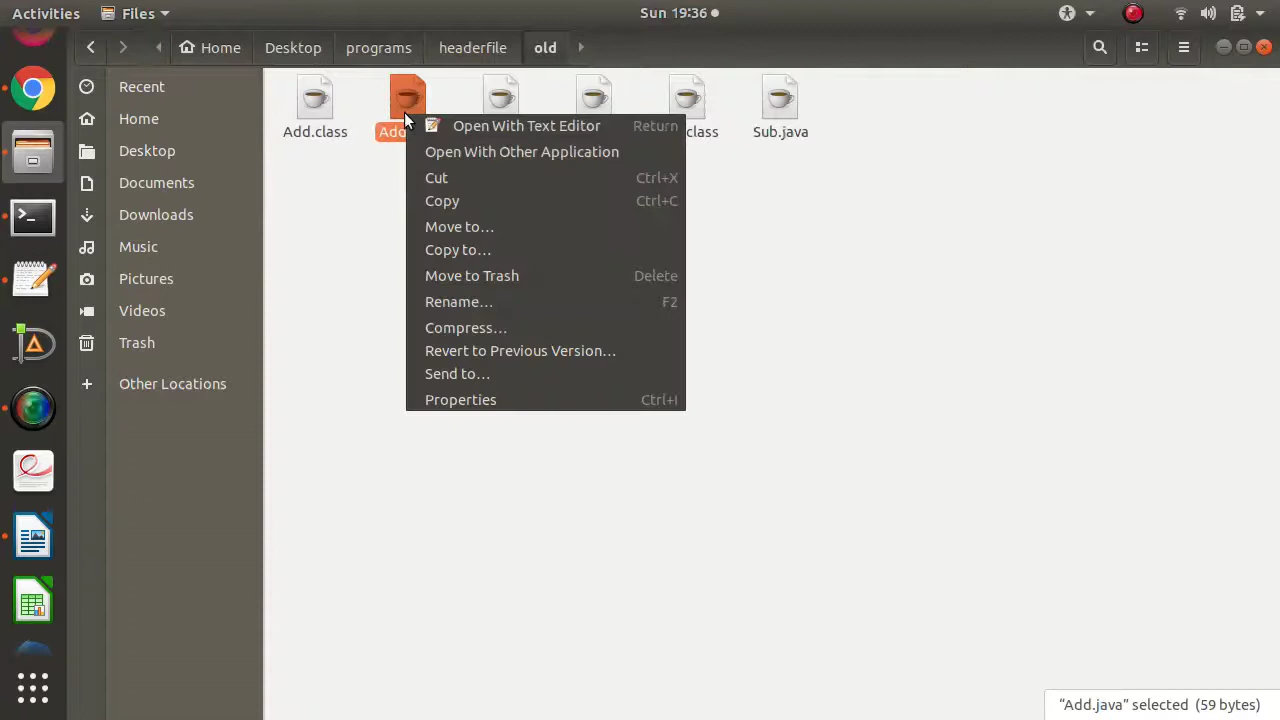 Activities Files Sun 19:36
Home Desktop programs headerfile old
Recent
Home
Desktop
Documents
Downloads
Music
Pictures
Videos
Trash
Other Locations
Add.class Add class Sub.java
Open With Text Editor Return
Open With Other Application
Cut Ctrl+X
Copy Ctrl+C
Move to…
Copy to…
Move to Trash Delete
Rename… F2
Compress…
Revert to Previous Version…
Send to…
Properties Ctrl+I
“Add.java” selected (59 bytes)